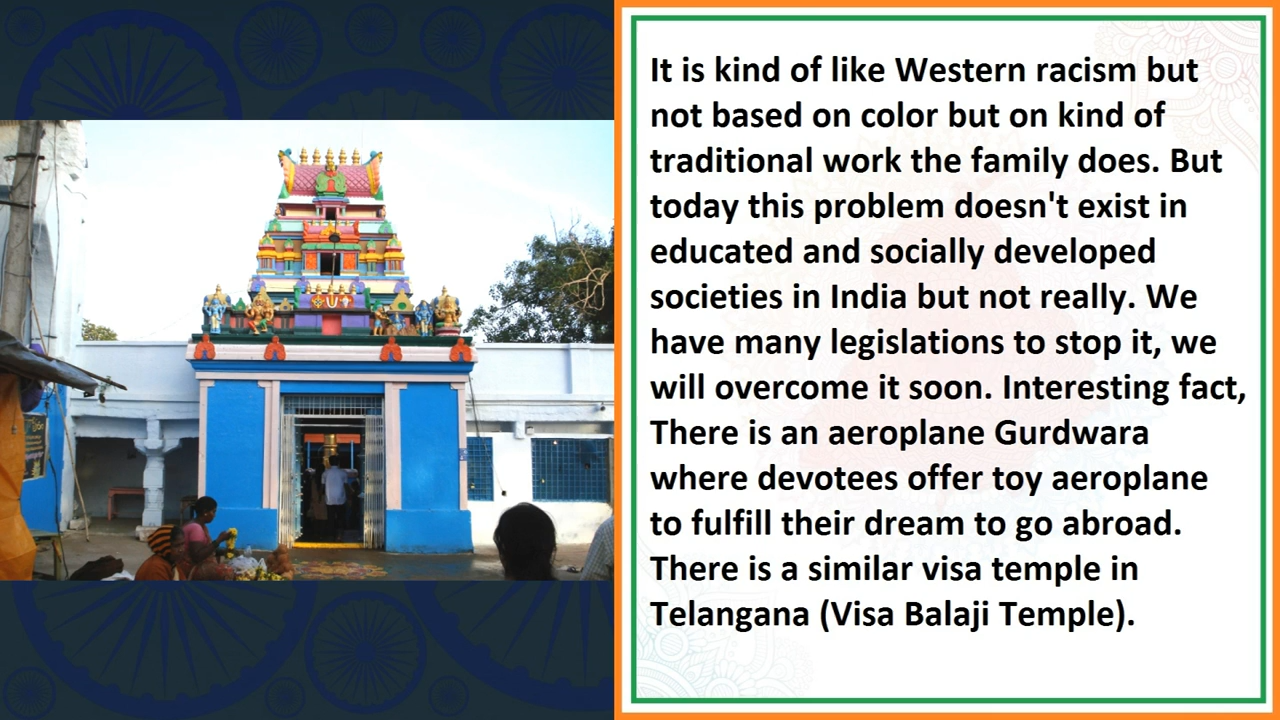 It is kind of like Western racism but
not based on color but on kind of
traditional work the family does. But
today this problem doesn't exist in
educated and socially developed
societies in India but not really. We
have many legislations to stop it, we
will overcome it soon. Interesting fact,
There is an aeroplane Gurdwara
where devotees offer toy aeroplane
to fulfill their dream to go abroad.
There is a similar visa temple in
Telangana (Visa Balaji Temple).